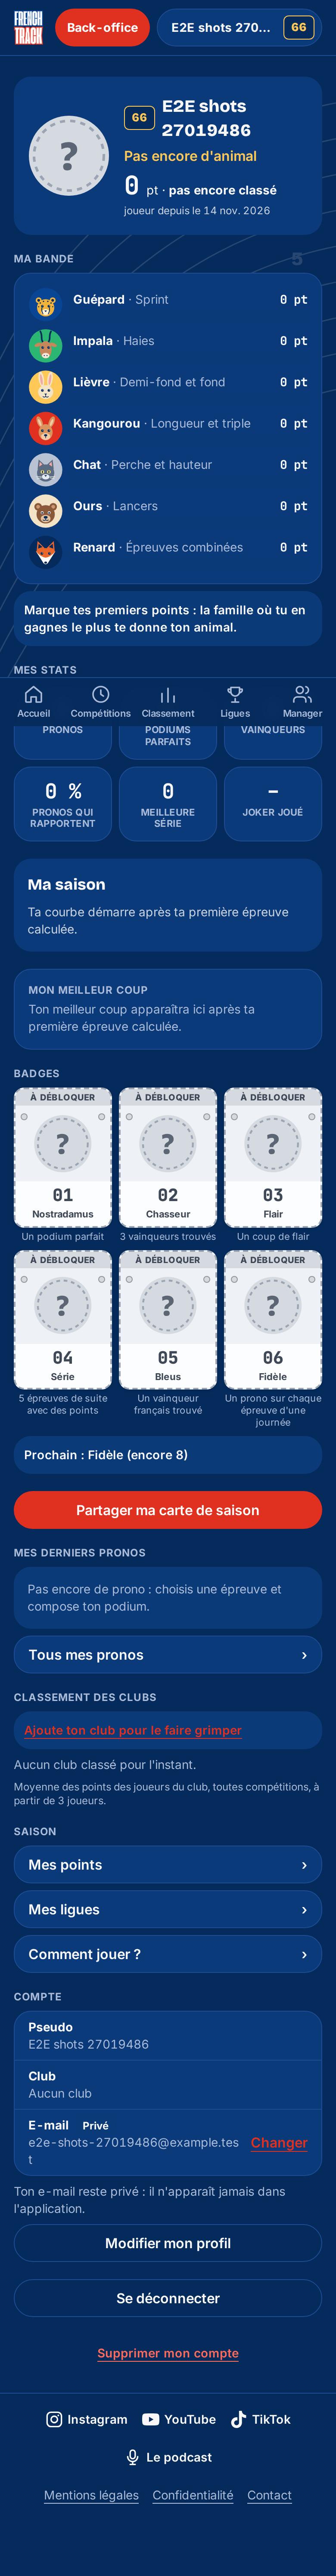 FRENCH
TRACK
Back-office
E2E shots 270...
66
?
66
E2E shots
27019486
Pas encore d'animal
0 pt · pas encore classé
joueur depuis le 14 nov. 2026
MA BANDE
5
Guépard · Sprint
0 pt
Impala · Haies
0 pt
Lièvre · Demi-fond et fond
0 pt
Kangourou · Longueur et triple
0 pt
Chat · Perche et hauteur
0 pt
Ours · Lancers
0 pt
Renard · Épreuves combinées
0 pt
Marque tes premiers points : la famille où tu en
gagnes le plus te donne ton animal.
MES STATS
Accueil
Compétitions
Classement
Ligues
Manager
PRONOS
PODIUMS
PARFAITS
VAINQUEURS
0 %
PRONOS QUI
RAPPORTENT
0
MEILLEURE
SÉRIE
–
JOKER JOUÉ
Ma saison
Ta courbe démarre après ta première épreuve
calculée.
MON MEILLEUR COUP
Ton meilleur coup apparaîtra ici après ta
première épreuve calculée.
BADGES
À DÉBLOQUER
?
01
Nostradamus
Un podium parfait
À DÉBLOQUER
?
02
Chasseur
3 vainqueurs trouvés
À DÉBLOQUER
?
03
Flair
Un coup de flair
À DÉBLOQUER
?
04
Série
5 épreuves de suite
avec des points
À DÉBLOQUER
?
05
Bleus
Un vainqueur
français trouvé
À DÉBLOQUER
?
06
Fidèle
Un prono sur chaque
épreuve d'une
journée
Prochain : Fidèle (encore 8)
Partager ma carte de saison
MES DERNIERS PRONOS
Pas encore de prono : choisis une épreuve et
compose ton podium.
Tous mes pronos ›
CLASSEMENT DES CLUBS
Ajoute ton club pour le faire grimper
Aucun club classé pour l'instant.
Moyenne des points des joueurs du club, toutes compétitions, à
partir de 3 joueurs.
SAISON
Mes points ›
Mes ligues ›
Comment jouer ? ›
COMPTE
Pseudo
E2E shots 27019486
Club
Aucun club
E-mail Privé
e2e-shots-27019486@example.tes
t
Changer
Ton e-mail reste privé : il n'apparaît jamais dans
l'application.
Modifier mon profil
Se déconnecter
Supprimer mon compte
Instagram
YouTube
TikTok
Le podcast
Mentions légales
Confidentialité
Contact